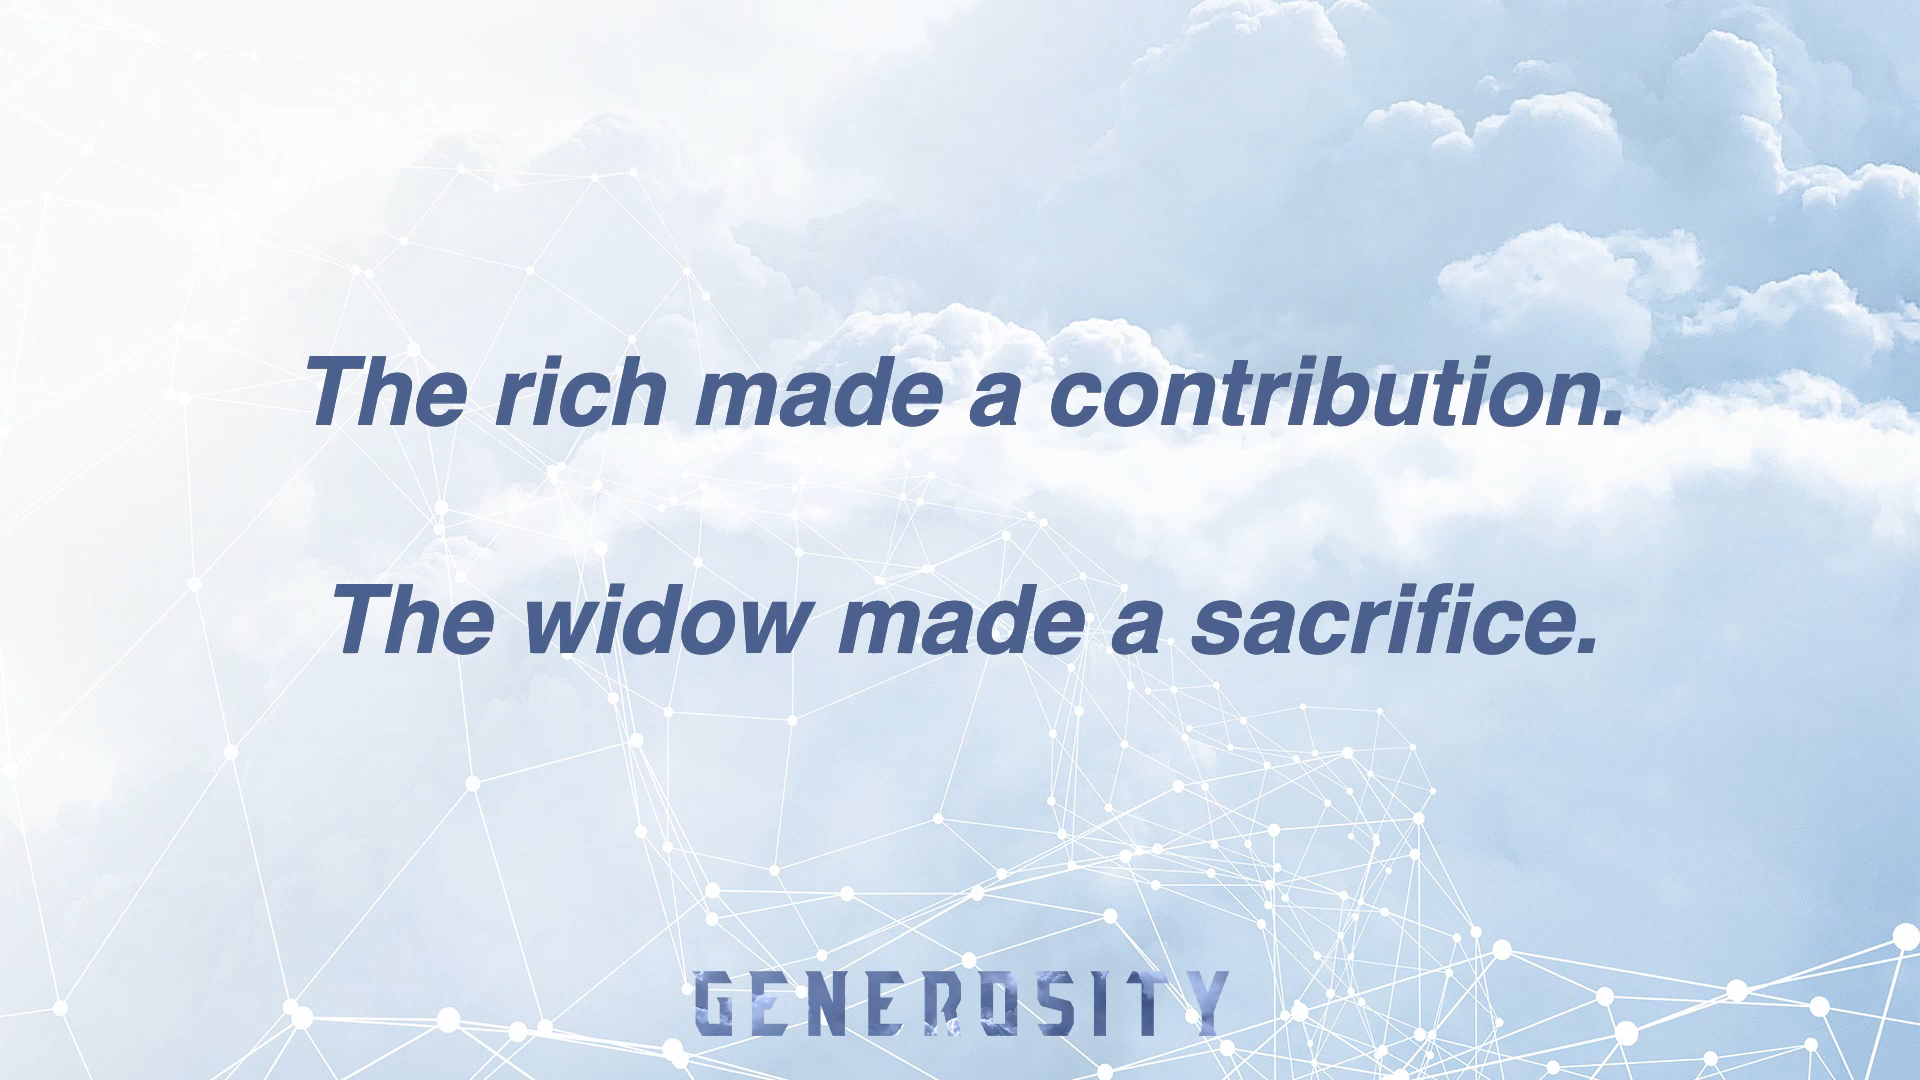 The rich made a contribution.
The widow made a sacrifice.
GENEROSITY